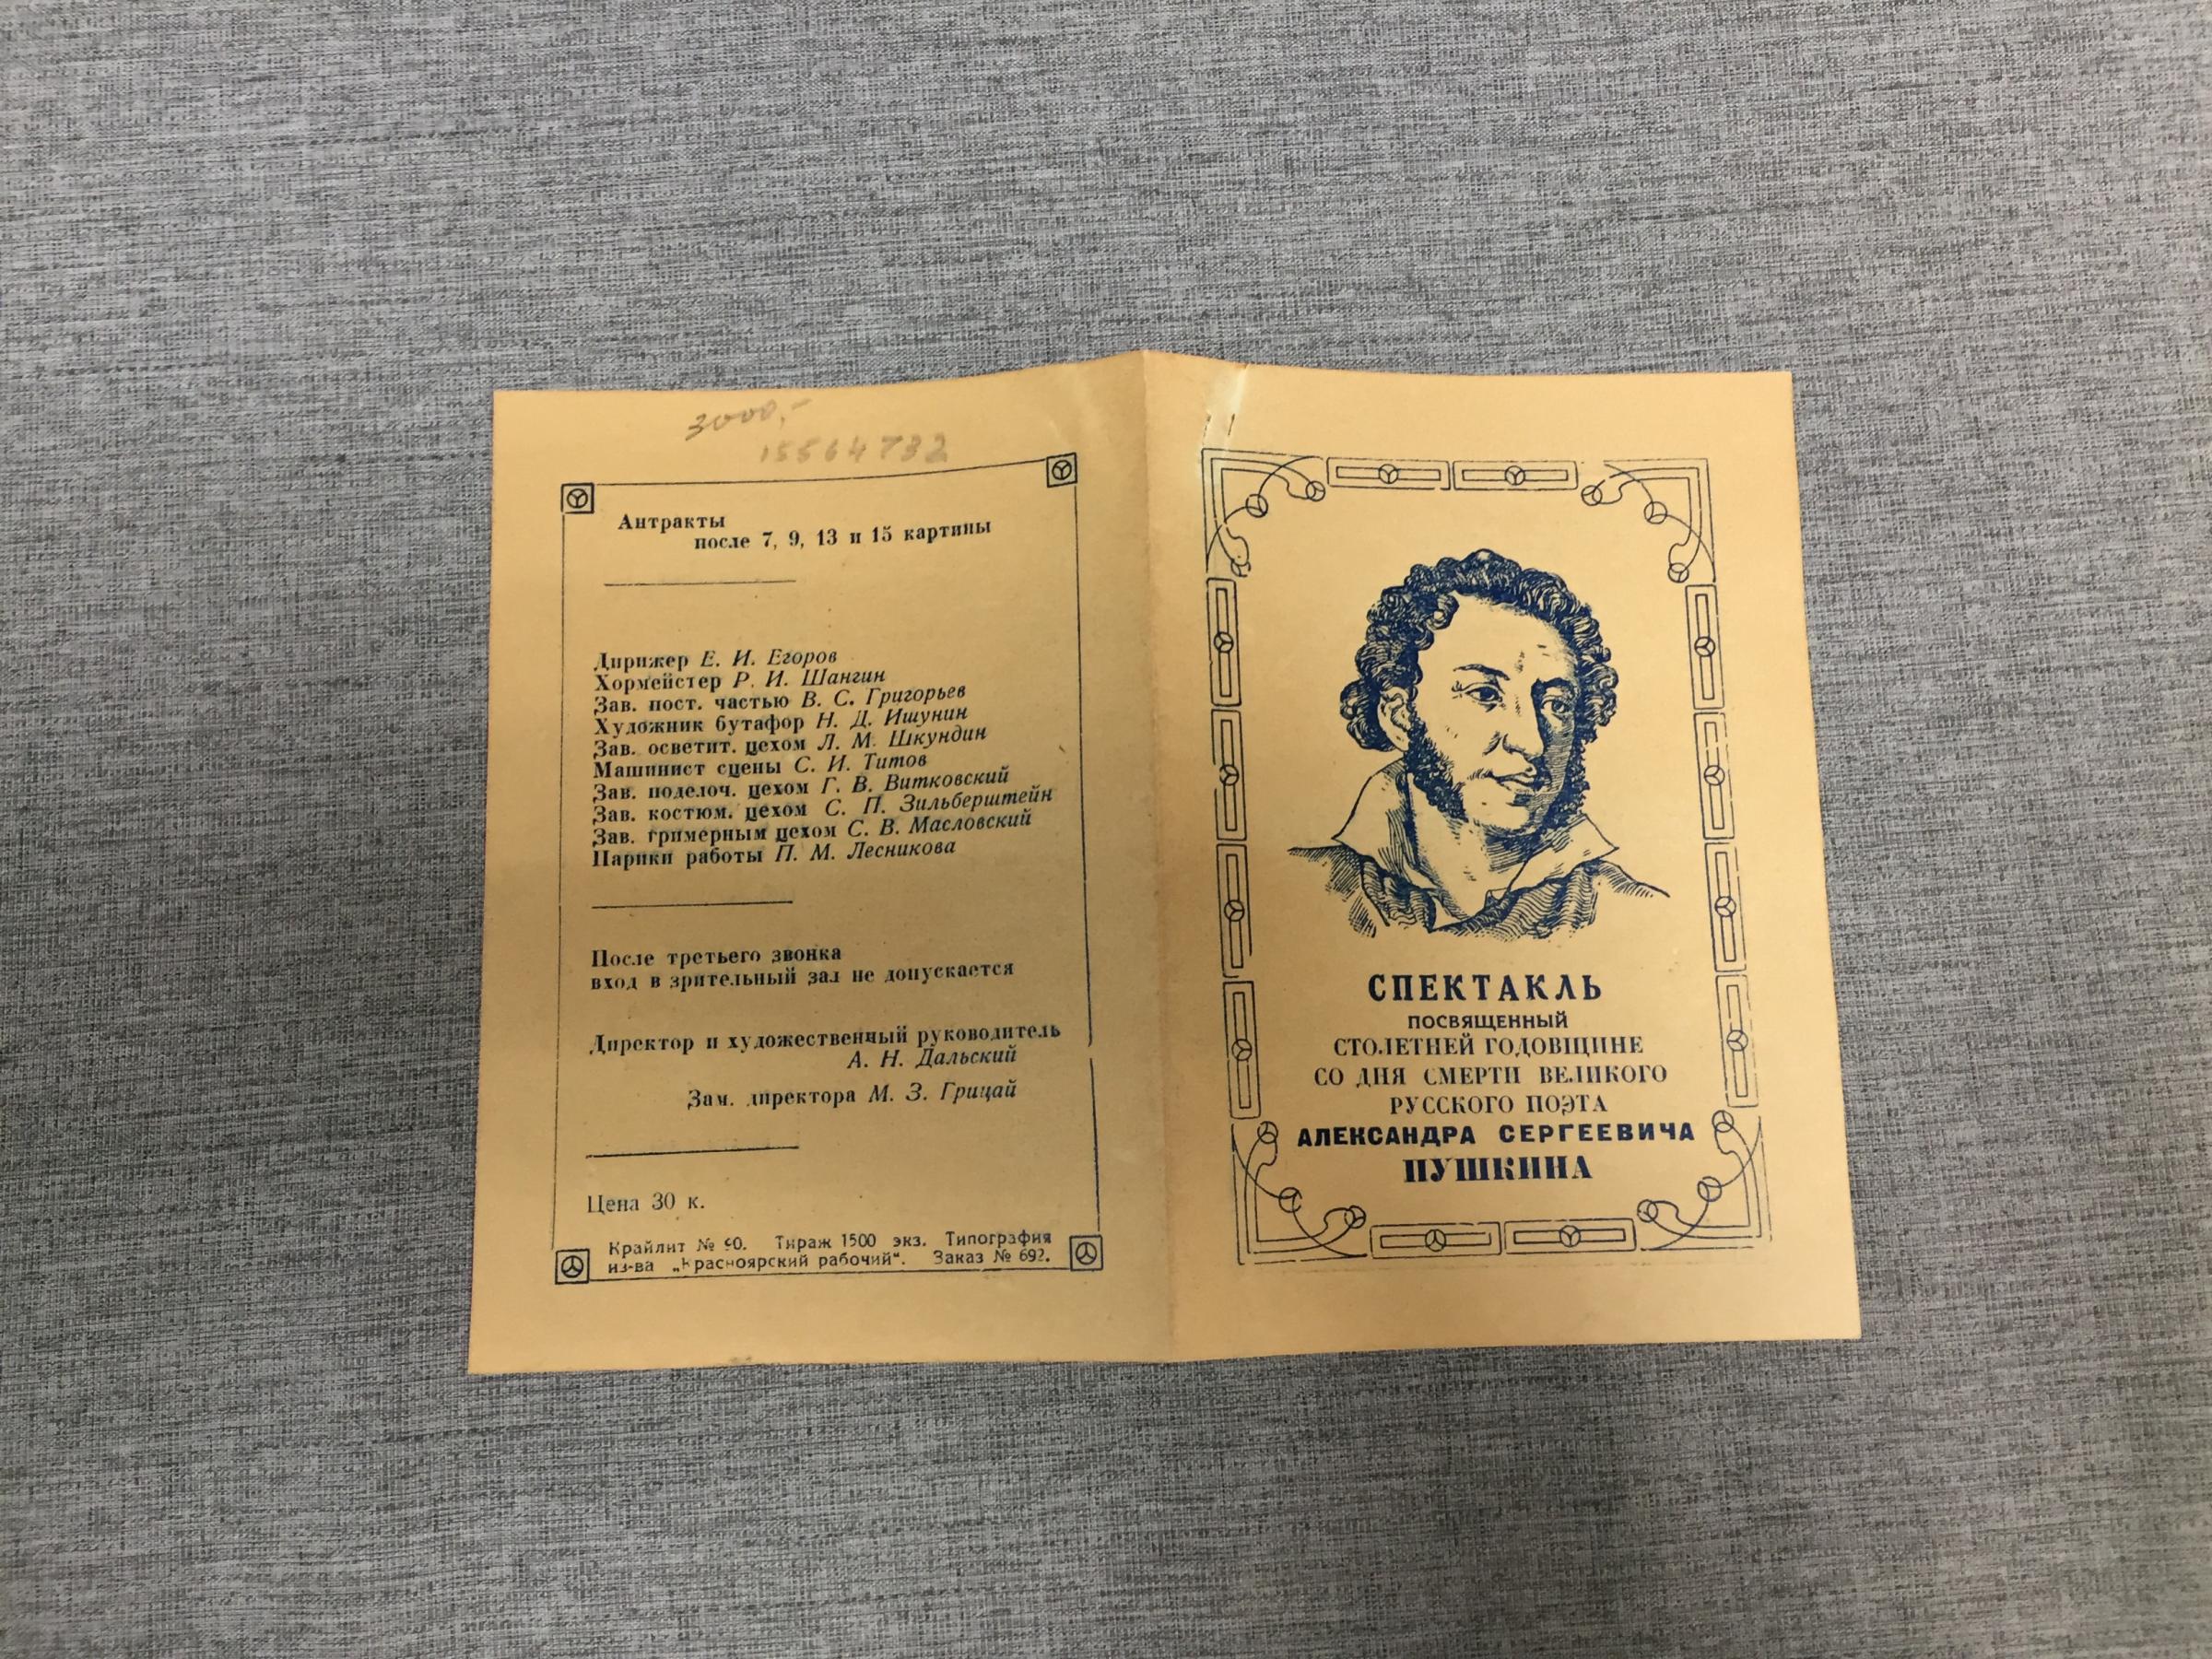 3000,-
15564732
Антракты
после 7, 9, 13 и 15 картины
Дирижер Е. И. Егоров
Хормейстер Р. И. Шангин
Зав. пост. частью В. С. Григорьев
Художник бутафор Н. Д. Ишунин
Зав. осветит. цехом Л. М. Шкундин
Машинист сцены С. И. Титов
Зав. поделоч. цехом Г. В. Витковский
Зав. костюм. цехом С. П. Зильберштейн
Зав. гримерным цехом С. В. Масловский
Парики работы П. М. Лесникова
После третьего звонка
вход в зрительный зал не допускается
Директор и художественный руководитель
А. Н. Дальский
Зам. директора М. З. Грицай
Цена 30 к.
Крайлит № Тираж 1500 экз. Типография
из-ва „Красноярский рабочий“. Заказ № 692.
СПЕКТАКЛЬ
ПОСВЯЩЕННЫЙ
СТОЛЕТНЕЙ ГОДОВЩИНЕ
СО ДНЯ СМЕРТИ ВЕЛИКОГО
РУССКОГО ПОЭТА
АЛЕКСАНДРА СЕРГЕЕВИЧА
ПУШКИНА